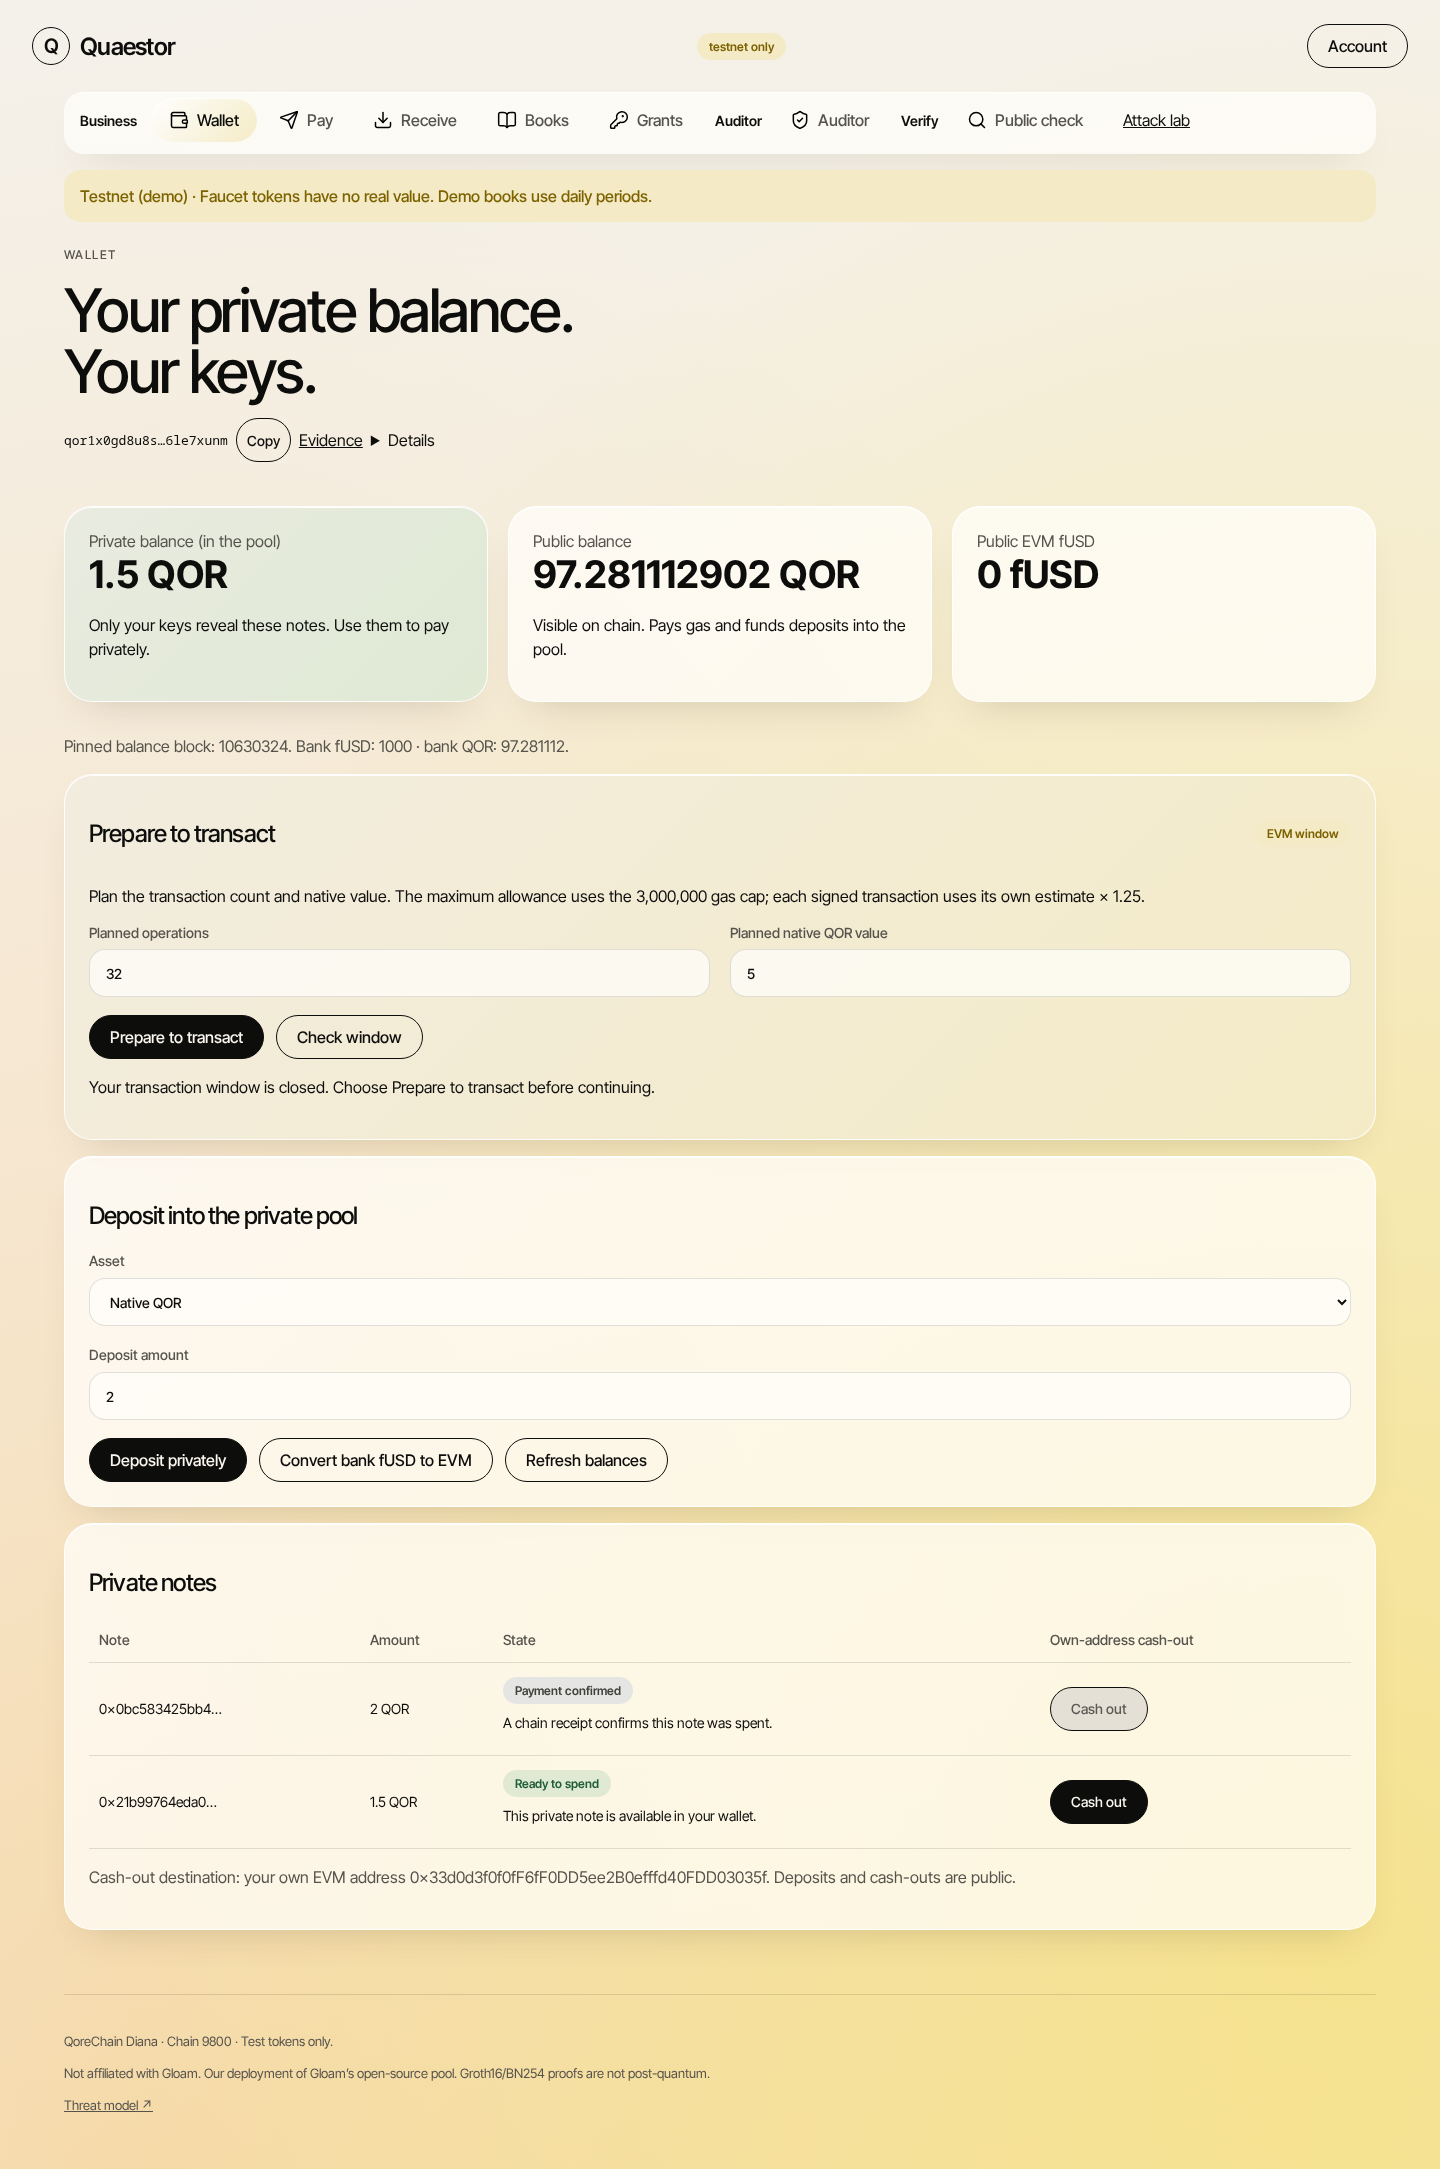 Q Quaestor
testnet only
Account
Business Wallet Pay Receive Books Grants Auditor Auditor Verify Public check Attack lab
Testnet (demo) · Faucet tokens have no real value. Demo books use daily periods.
WALLET
Your private balance.
Your keys.
qor1x0gd8u8s…6le7xunm Copy Evidence ▶ Details
Private balance (in the pool)
1.5 QOR
Only your keys reveal these notes. Use them to pay
privately.
Public balance
97.281112902 QOR
Visible on chain. Pays gas and funds deposits into the
pool.
Public EVM fUSD
0 fUSD
Pinned balance block: 10630324. Bank fUSD: 1000 · bank QOR: 97.281112.
Prepare to transact
EVM window
Plan the transaction count and native value. The maximum allowance uses the 3,000,000 gas cap; each signed transaction uses its own estimate × 1.25.
Planned operations
32
Planned native QOR value
5
Prepare to transact Check window
Your transaction window is closed. Choose Prepare to transact before continuing.
Deposit into the private pool
Asset
Native QOR
Deposit amount
2
Deposit privately Convert bank fUSD to EVM Refresh balances
Private notes
Note Amount State Own-address cash-out
0x0bc583425bb4… 2 QOR Payment confirmed
A chain receipt confirms this note was spent.
Cash out
0x21b99764eda0… 1.5 QOR Ready to spend
This private note is available in your wallet.
Cash out
Cash-out destination: your own EVM address 0x33d0d3f0f0fF6fF0DD5ee2B0efffd40FDD03035f. Deposits and cash-outs are public.
QoreChain Diana · Chain 9800 · Test tokens only.
Not affiliated with Gloam. Our deployment of Gloam's open-source pool. Groth16/BN254 proofs are not post-quantum.
Threat model ↗